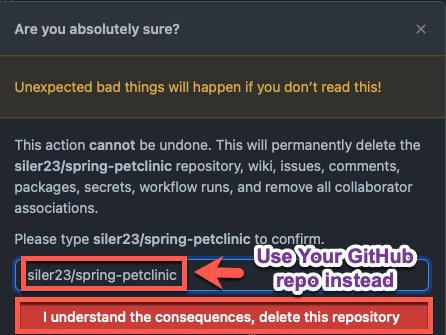 Are you absolutely sure?
Unexpected bad things will happen if you don’t read this!
This action cannot be undone. This will permanently delete the
siler23/spring-petclinic repository, wiki, issues, comments,
packages, secrets, workflow runs, and remove all collaborator
associations.
Please type siler23/spring-petclinic to confirm.
siler23/spring-petclinic
Use Your GitHub
repo instead
I understand the consequences, delete this repository